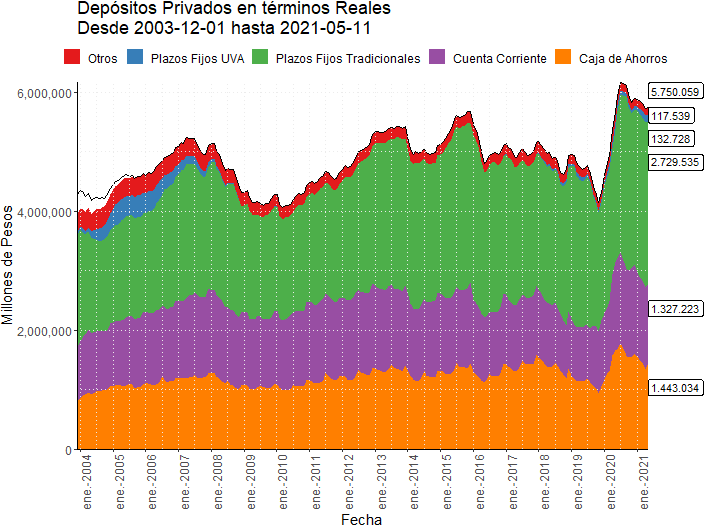 Depósitos Privados en términos Reales
Desde 2003-12-01 hasta 2021-05-11
Otros Plazos Fijos UVA Plazos Fijos Tradicionales Cuenta Corriente Caja de Ahorros
Millones de Pesos
6,000,000
4,000,000
2,000,000
0
5.750.059
117.539
132.728
2.729.535
1.327.223
1.443.034
ene.-2004
ene.-2005
ene.-2006
ene.-2007
ene.-2008
ene.-2009
ene.-2010
ene.-2011
ene.-2012
ene.-2013
ene.-2014
ene.-2015
ene.-2016
ene.-2017
ene.-2018
ene.-2019
ene.-2020
ene.-2021
Fecha